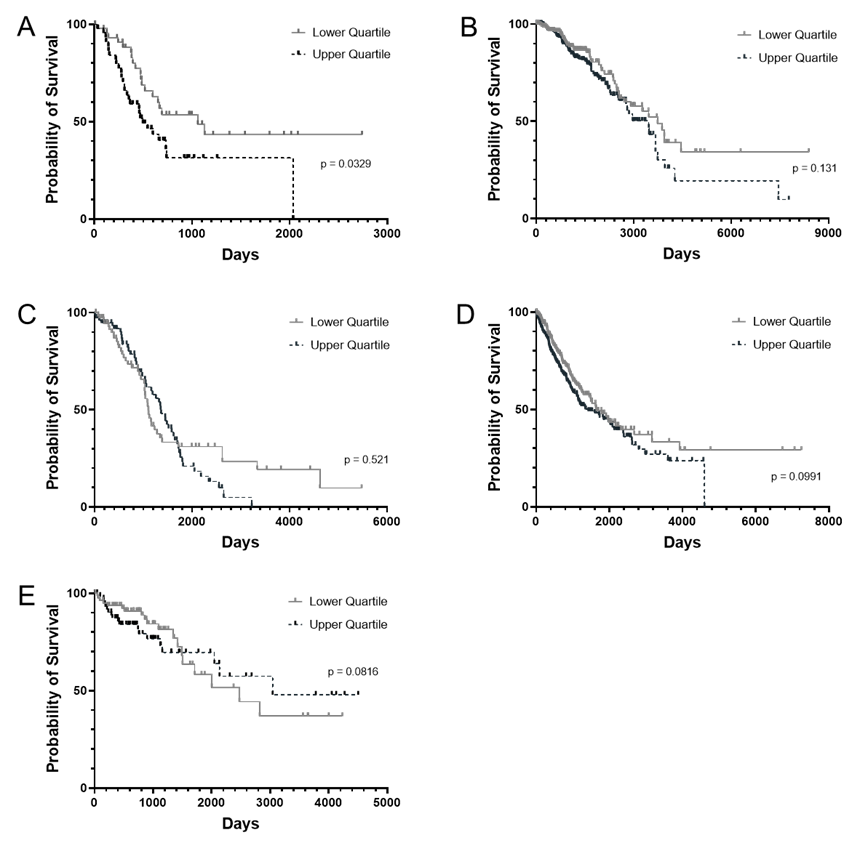 A
Probability of Survival
100
50
0
0 1000 2000 3000
Days
Lower Quartile
Upper Quartile
p = 0.0329
B
Probability of Survival
100
50
0
0 3000 6000 9000
Days
Lower Quartile
Upper Quartile
p = 0.131
C
Probability of Survival
100
50
0
0 2000 4000 6000
Days
Lower Quartile
Upper Quartile
p = 0.521
D
Probability of Survival
100
50
0
0 2000 4000 6000 8000
Days
Lower Quartile
Upper Quartile
p = 0.0991
E
Probability of Survival
100
50
0
0 1000 2000 3000 4000 5000
Days
Lower Quartile
Upper Quartile
p = 0.0816